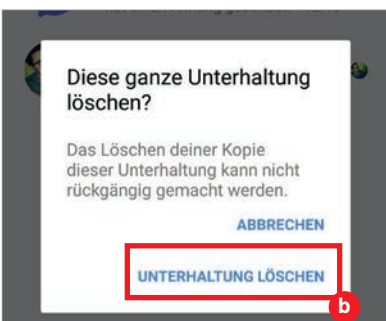 Diese ganze Unterhaltung
löschen?
Das Löschen deiner Kopie
dieser Unterhaltung kann nicht
rückgängig gemacht werden.
ABBRECHEN
UNTERHALTUNG LÖSCHEN
b